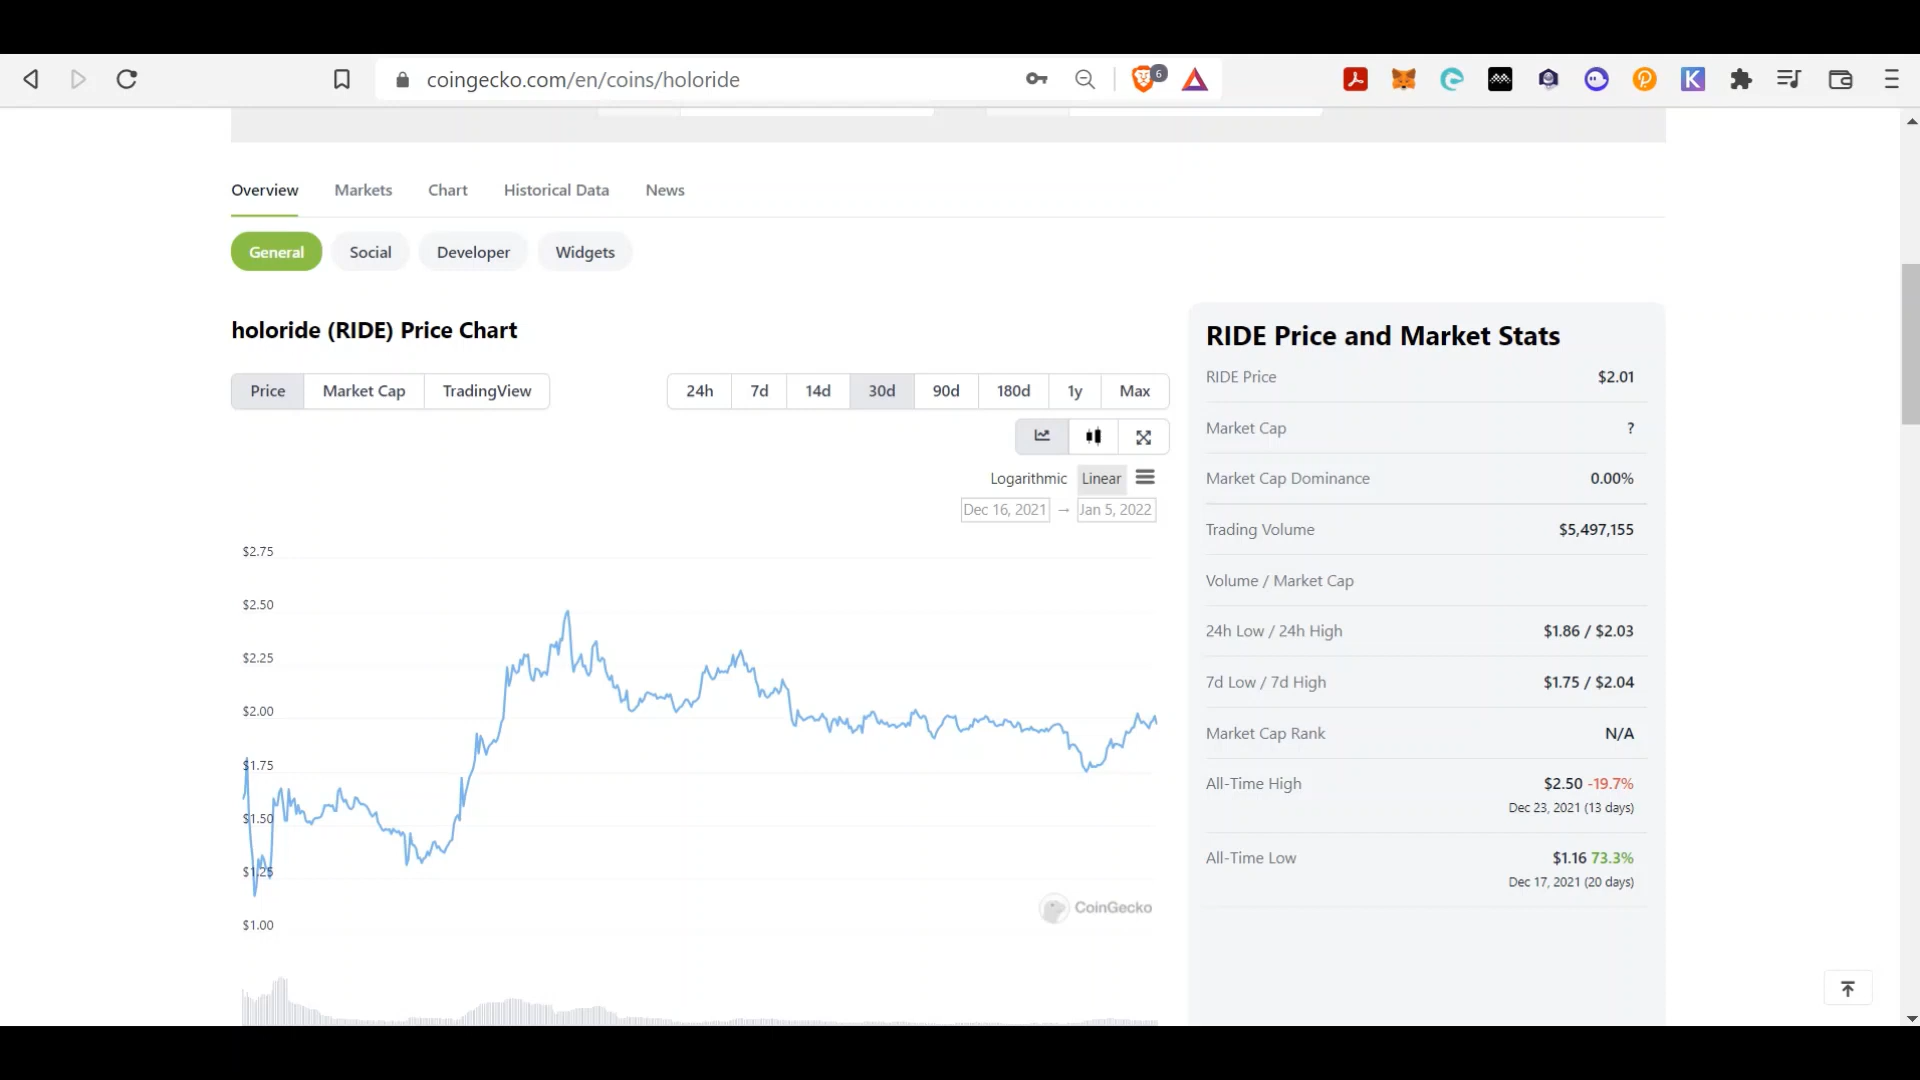 coingecko.com/en/coins/holoride
6
Overview Markets Chart Historical Data News
General Social Developer Widgets
holoride (RIDE) Price Chart
Price Market Cap TradingView
24h 7d 14d 30d 90d 180d 1y Max
Logarithmic Linear
Dec 16, 2021 → Jan 5, 2022
$2.75
$2.50
$2.25
$2.00
$1.75
$1.50
$1.25
$1.00
CoinGecko
RIDE Price and Market Stats
RIDE Price $2.01
Market Cap ?
Market Cap Dominance 0.00%
Trading Volume $5,497,155
Volume / Market Cap
24h Low / 24h High $1.86 / $2.03
7d Low / 7d High $1.75 / $2.04
Market Cap Rank N/A
All-Time High $2.50 -19.7%
Dec 23, 2021 (13 days)
All-Time Low $1.16 73.3%
Dec 17, 2021 (20 days)